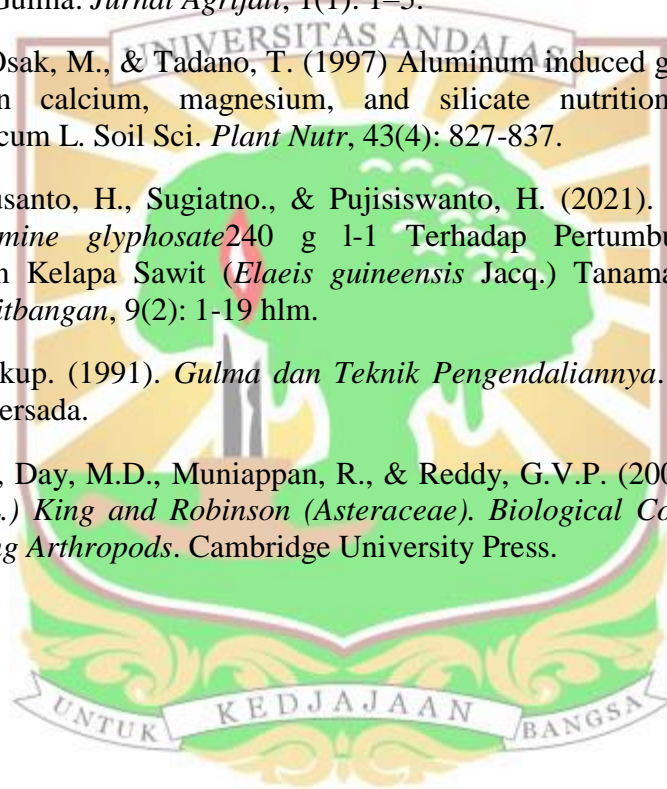 Gulma. Jurnal Agrifati, 1(1): 1–5.
UNIVERSITAS ANDALAS
Osak, M., & Tadano, T. (1997) Aluminum induced g
n calcium, magnesium, and silicate nutrition
cum L. Soil Sci. Plant Nutr, 43(4): 827-837.
usanto, H., Sugiatno., & Pujisiswanto, H. (2021).
mine glyphosate240 g l-1 Terhadap Pertumbu
n Kelapa Sawit (Elaeis guineensis Jacq.) Tanama
itbangan, 9(2): 1-19 hlm.
kup. (1991). Gulma dan Teknik Pengendaliannya.
ersada.
, Day, M.D., Muniappan, R., & Reddy, G.V.P. (200
.) King and Robinson (Asteraceae). Biological Co
ng Arthropods. Cambridge University Press.
UNTUK KEDJAJAAN BANGSA